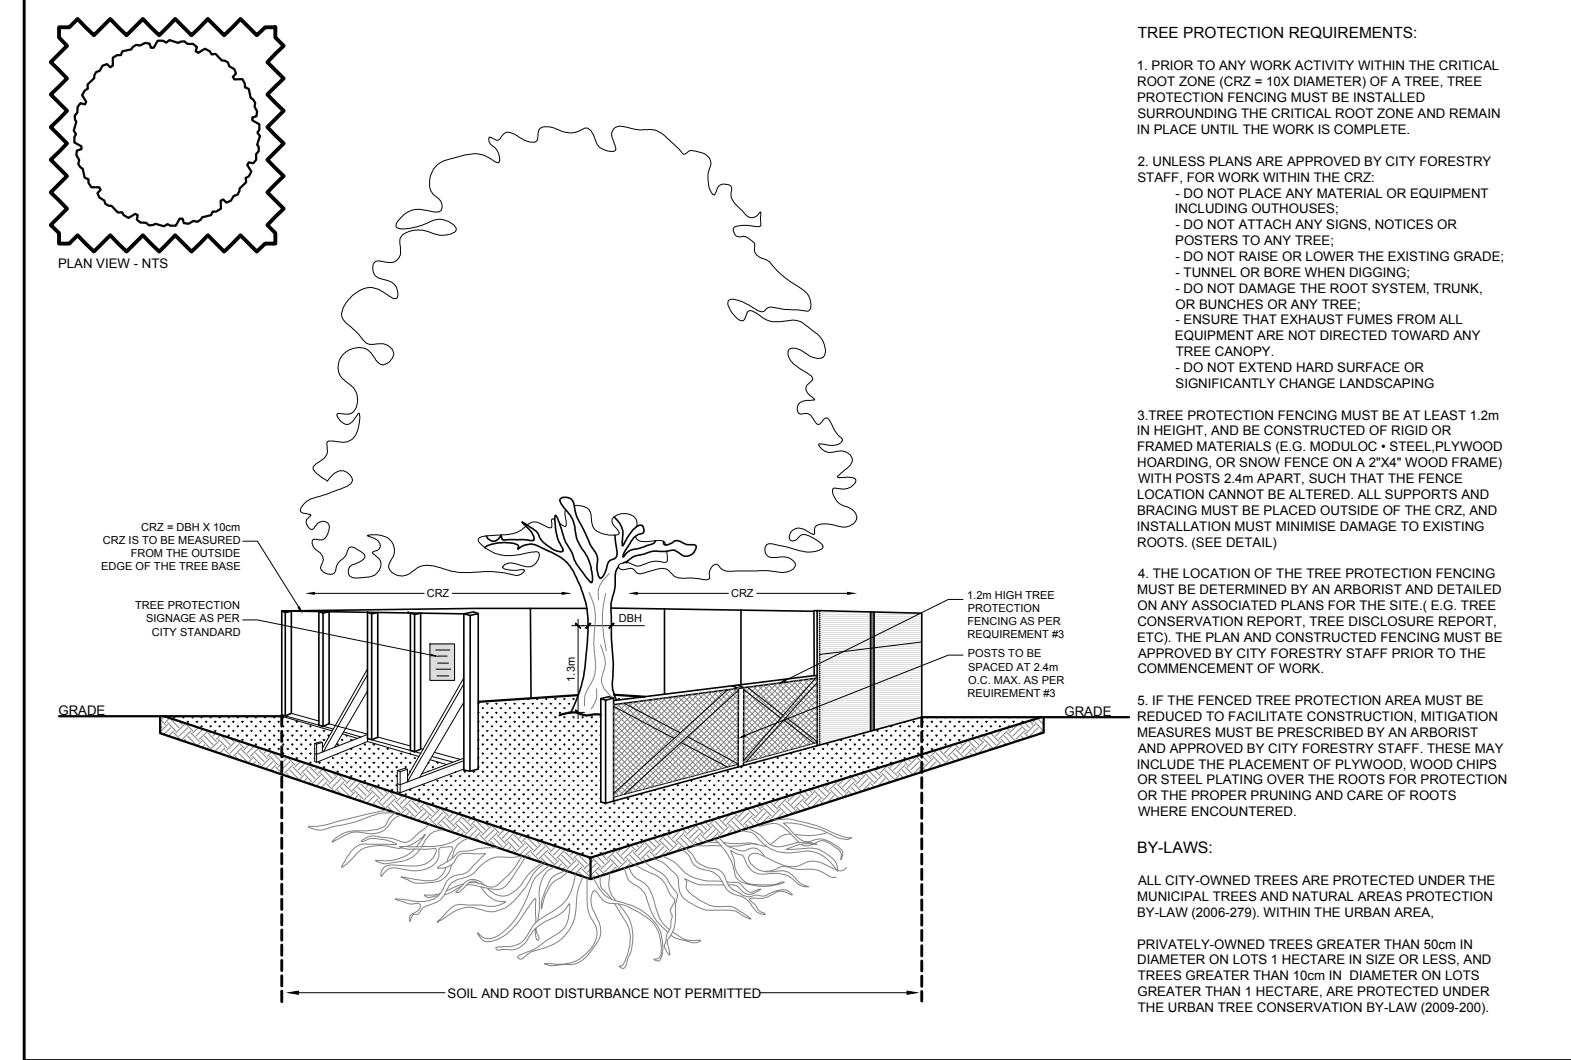 PLAN VIEW - NTS
CRZ = DBH X 10cm
CRZ IS TO BE MEASURED
FROM THE OUTSIDE
EDGE OF THE TREE BASE
TREE PROTECTION
SIGNAGE AS PER
CITY STANDARD
CRZ
CRZ
DBH
1.3m
1.2m HIGH TREE
PROTECTION
FENCING AS PER
REQUIREMENT #3
POSTS TO BE
SPACED AT 2.4m
O.C. MAX. AS PER
REUIREMENT #3
GRADE
GRADE
SOIL AND ROOT DISTURBANCE NOT PERMITTED
TREE PROTECTION REQUIREMENTS:
1. PRIOR TO ANY WORK ACTIVITY WITHIN THE CRITICAL
ROOT ZONE (CRZ = 10X DIAMETER) OF A TREE, TREE
PROTECTION FENCING MUST BE INSTALLED
SURROUNDING THE CRITICAL ROOT ZONE AND REMAIN
IN PLACE UNTIL THE WORK IS COMPLETE.
2. UNLESS PLANS ARE APPROVED BY CITY FORESTRY
STAFF, FOR WORK WITHIN THE CRZ:
- DO NOT PLACE ANY MATERIAL OR EQUIPMENT
INCLUDING OUTHOUSES;
- DO NOT ATTACH ANY SIGNS, NOTICES OR
POSTERS TO ANY TREE;
- DO NOT RAISE OR LOWER THE EXISTING GRADE;
- TUNNEL OR BORE WHEN DIGGING;
- DO NOT DAMAGE THE ROOT SYSTEM, TRUNK,
OR BUNCHES OR ANY TREE;
- ENSURE THAT EXHAUST FUMES FROM ALL
EQUIPMENT ARE NOT DIRECTED TOWARD ANY
TREE CANOPY.
- DO NOT EXTEND HARD SURFACE OR
SIGNIFICANTLY CHANGE LANDSCAPING
3.TREE PROTECTION FENCING MUST BE AT LEAST 1.2m
IN HEIGHT, AND BE CONSTRUCTED OF RIGID OR
FRAMED MATERIALS (E.G. MODULOC • STEEL,PLYWOOD
HOARDING, OR SNOW FENCE ON A 2"X4" WOOD FRAME)
WITH POSTS 2.4m APART, SUCH THAT THE FENCE
LOCATION CANNOT BE ALTERED. ALL SUPPORTS AND
BRACING MUST BE PLACED OUTSIDE OF THE CRZ, AND
INSTALLATION MUST MINIMISE DAMAGE TO EXISTING
ROOTS. (SEE DETAIL)
4. THE LOCATION OF THE TREE PROTECTION FENCING
MUST BE DETERMINED BY AN ARBORIST AND DETAILED
ON ANY ASSOCIATED PLANS FOR THE SITE.( E.G. TREE
CONSERVATION REPORT, TREE DISCLOSURE REPORT,
ETC). THE PLAN AND CONSTRUCTED FENCING MUST BE
APPROVED BY CITY FORESTRY STAFF PRIOR TO THE
COMMENCEMENT OF WORK.
5. IF THE FENCED TREE PROTECTION AREA MUST BE
REDUCED TO FACILITATE CONSTRUCTION, MITIGATION
MEASURES MUST BE PRESCRIBED BY AN ARBORIST
AND APPROVED BY CITY FORESTRY STAFF. THESE MAY
INCLUDE THE PLACEMENT OF PLYWOOD, WOOD CHIPS
OR STEEL PLATING OVER THE ROOTS FOR PROTECTION
OR THE PROPER PRUNING AND CARE OF ROOTS
WHERE ENCOUNTERED.
BY-LAWS:
ALL CITY-OWNED TREES ARE PROTECTED UNDER THE
MUNICIPAL TREES AND NATURAL AREAS PROTECTION
BY-LAW (2006-279). WITHIN THE URBAN AREA,
PRIVATELY-OWNED TREES GREATER THAN 50cm IN
DIAMETER ON LOTS 1 HECTARE IN SIZE OR LESS, AND
TREES GREATER THAN 10cm IN  DIAMETER ON LOTS
GREATER THAN 1 HECTARE, ARE PROTECTED UNDER
THE URBAN TREE CONSERVATION BY-LAW (2009-200).